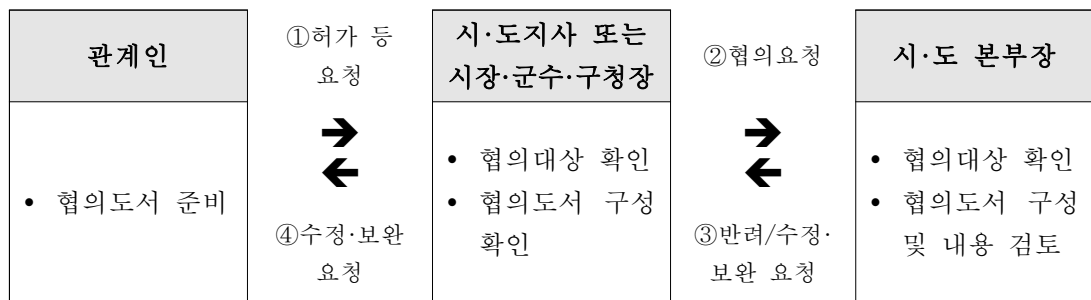 관계인
• 협의도서 준비
①허가 등
요청
④수정·보완
요청
시·도지사 또는
시장·군수·구청장
• 협의대상 확인
• 협의도서 구성
확인
②협의요청
③반려/수정·
보완 요청
시·도 본부장
• 협의대상 확인
• 협의도서 구성
및 내용 검토